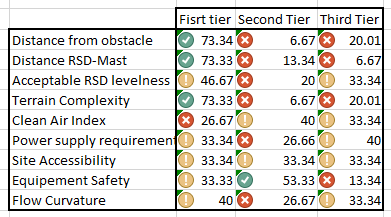 Fisrt tier Second Tier Third Tier
Distance from obstacle 73.34 6.67 20.01
Distance RSD-Mast 73.33 13.34 6.67
Acceptable RSD levelness 46.67 20 33.34
Terrain Complexity 73.33 6.67 20.01
Clean Air Index 26.67 40 33.34
Power supply requirement 33.34 26.66 40
Site Accessibility 33.34 33.34 33.34
Equipement Safety 33.33 53.33 13.34
Flow Curvature 40 26.67 33.34